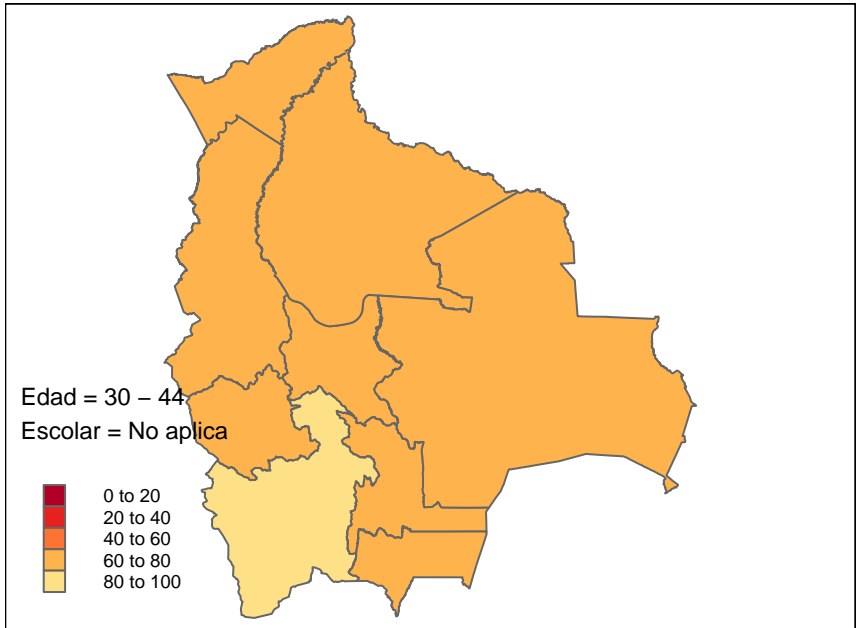 Edad = 30 – 44
Escolar = No aplica
0 to 20
20 to 40
40 to 60
60 to 80
80 to 100